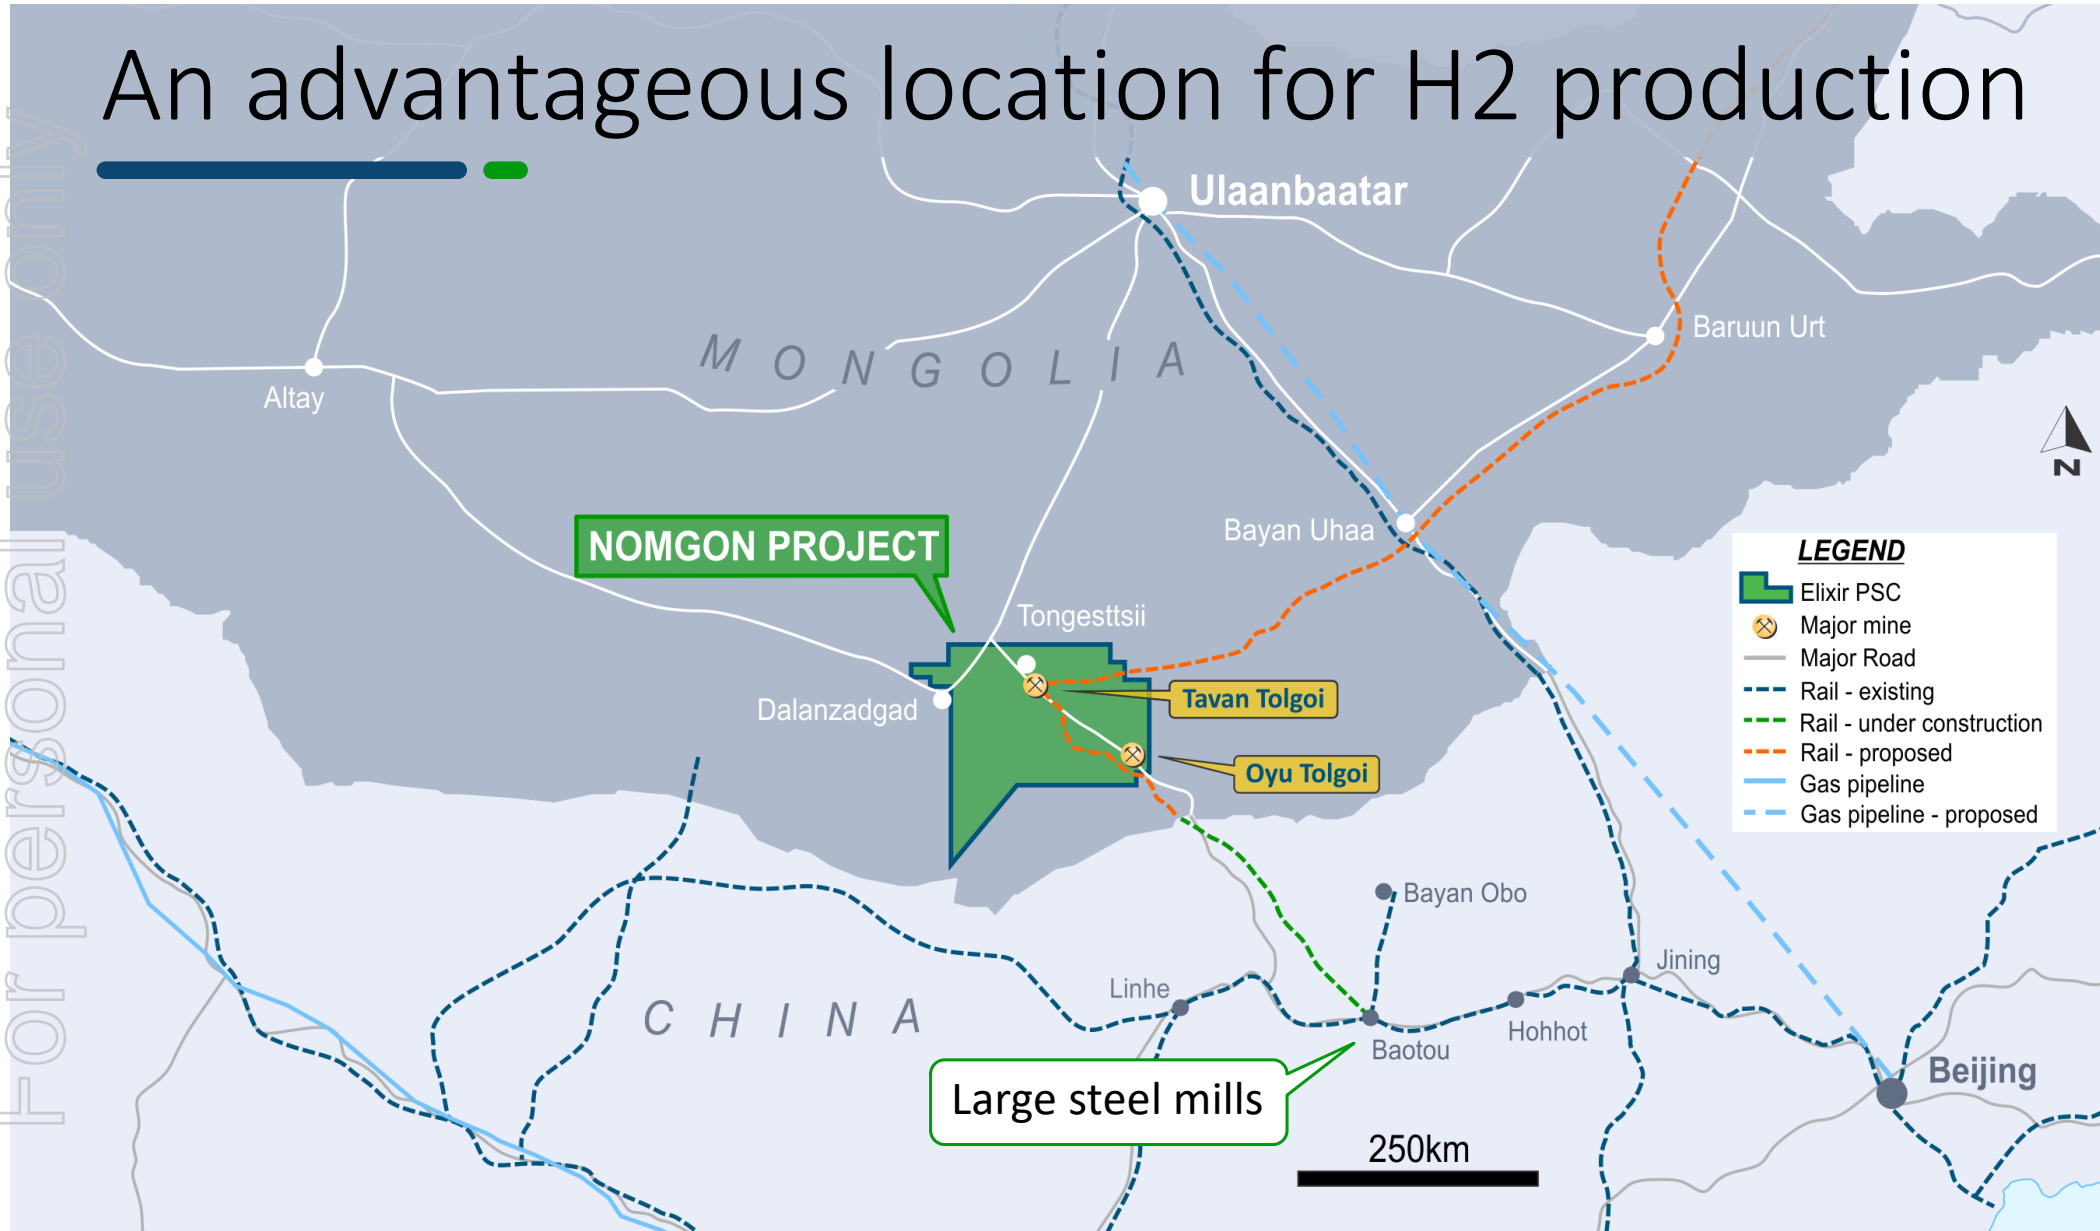 An advantageous location for H2 production
For personal use only
Ulaanbaatar
Baruun Urt
MONGOLIA
Altay
N
NOMGON PROJECT
Bayan Uhaa
LEGEND
Elixir PSC
Major mine
Major Road
Rail - existing
Rail - under construction
Rail - proposed
Gas pipeline
Gas pipeline - proposed
Tongesttsii
Tavan Tolgoi
Dalanzadgad
Oyu Tolgoi
Bayan Obo
Jining
Linhe
CHINA
Hohhot
Baotou
Beijing
Large steel mills
250km